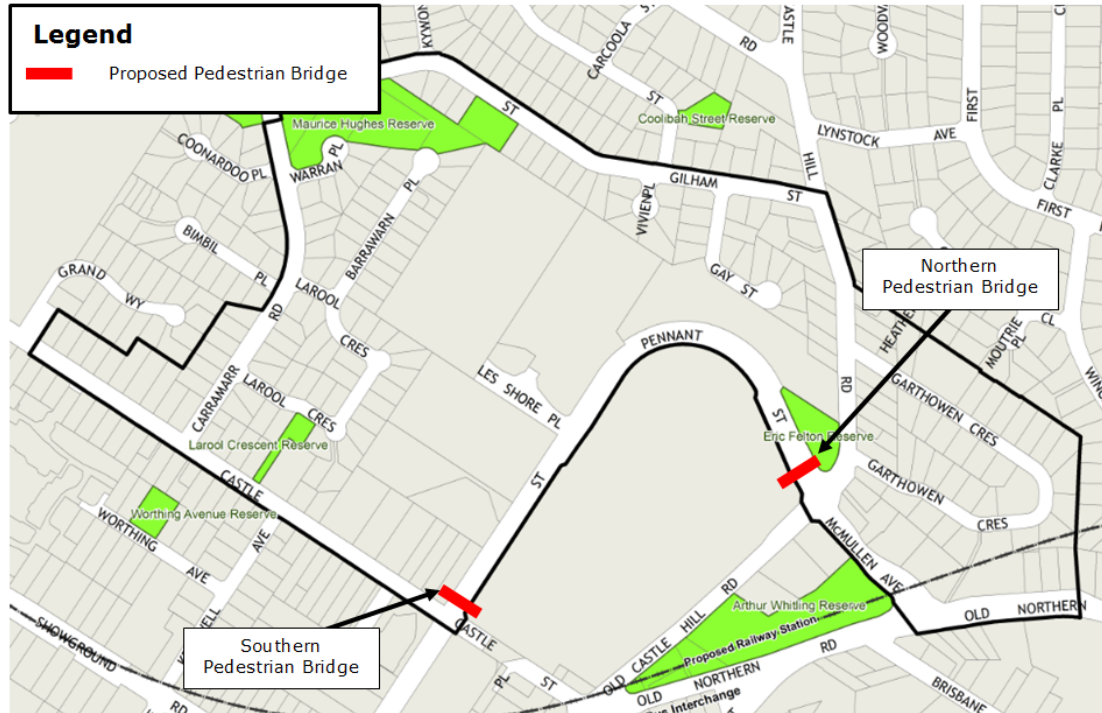 Legend
Proposed Pedestrian Bridge
ST
CARCOOLA
ST
RD
CASTLE
HILL
RD
FIRST
FIRST
CLARKE PL
LYNSTOCK AVE
Maurice Hughes Reserve
COONARDOO PL
WARRAN PL
Coolibah Street Reserve
GILHAM ST
VIVIEN PL
BARRAWARN PL
BIMBIL PL
GRAND WY
LAROOL CRES
CARRAMARR RD
GAY ST
Northern
Pedestrian Bridge
MOUTRIE PL
CL
PENNANT ST
ST
LES SHORE PL
LAROOL CRES
Larool Crescent Reserve
GARTHOWEN CRES
Eric Felton Reserve
GARTHOWEN CRES
CASTLE
Worthing Avenue Reserve
WORTHING AVE
AVE
McMULLEN AVE
Arthur Whitling Reserve
OLD NORTHERN
Southern
Pedestrian Bridge
CASTLE ST
PL
OLD CASTLE HILL RD
Proposed Railway Station
OLD NORTHERN RD
Interchange
SHOWGROUND RD
RD
BRISBANE